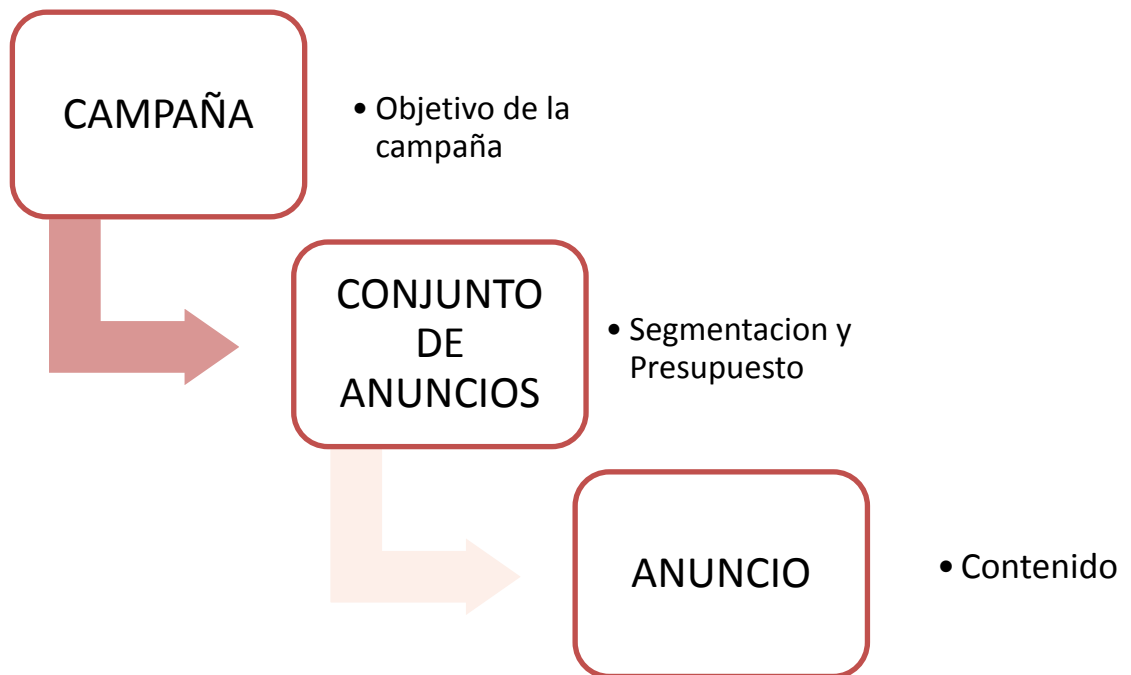 CAMPAÑA
• Objetivo de la
campaña
CONJUNTO
DE
ANUNCIOS
• Segmentacion y
Presupuesto
ANUNCIO
• Contenido